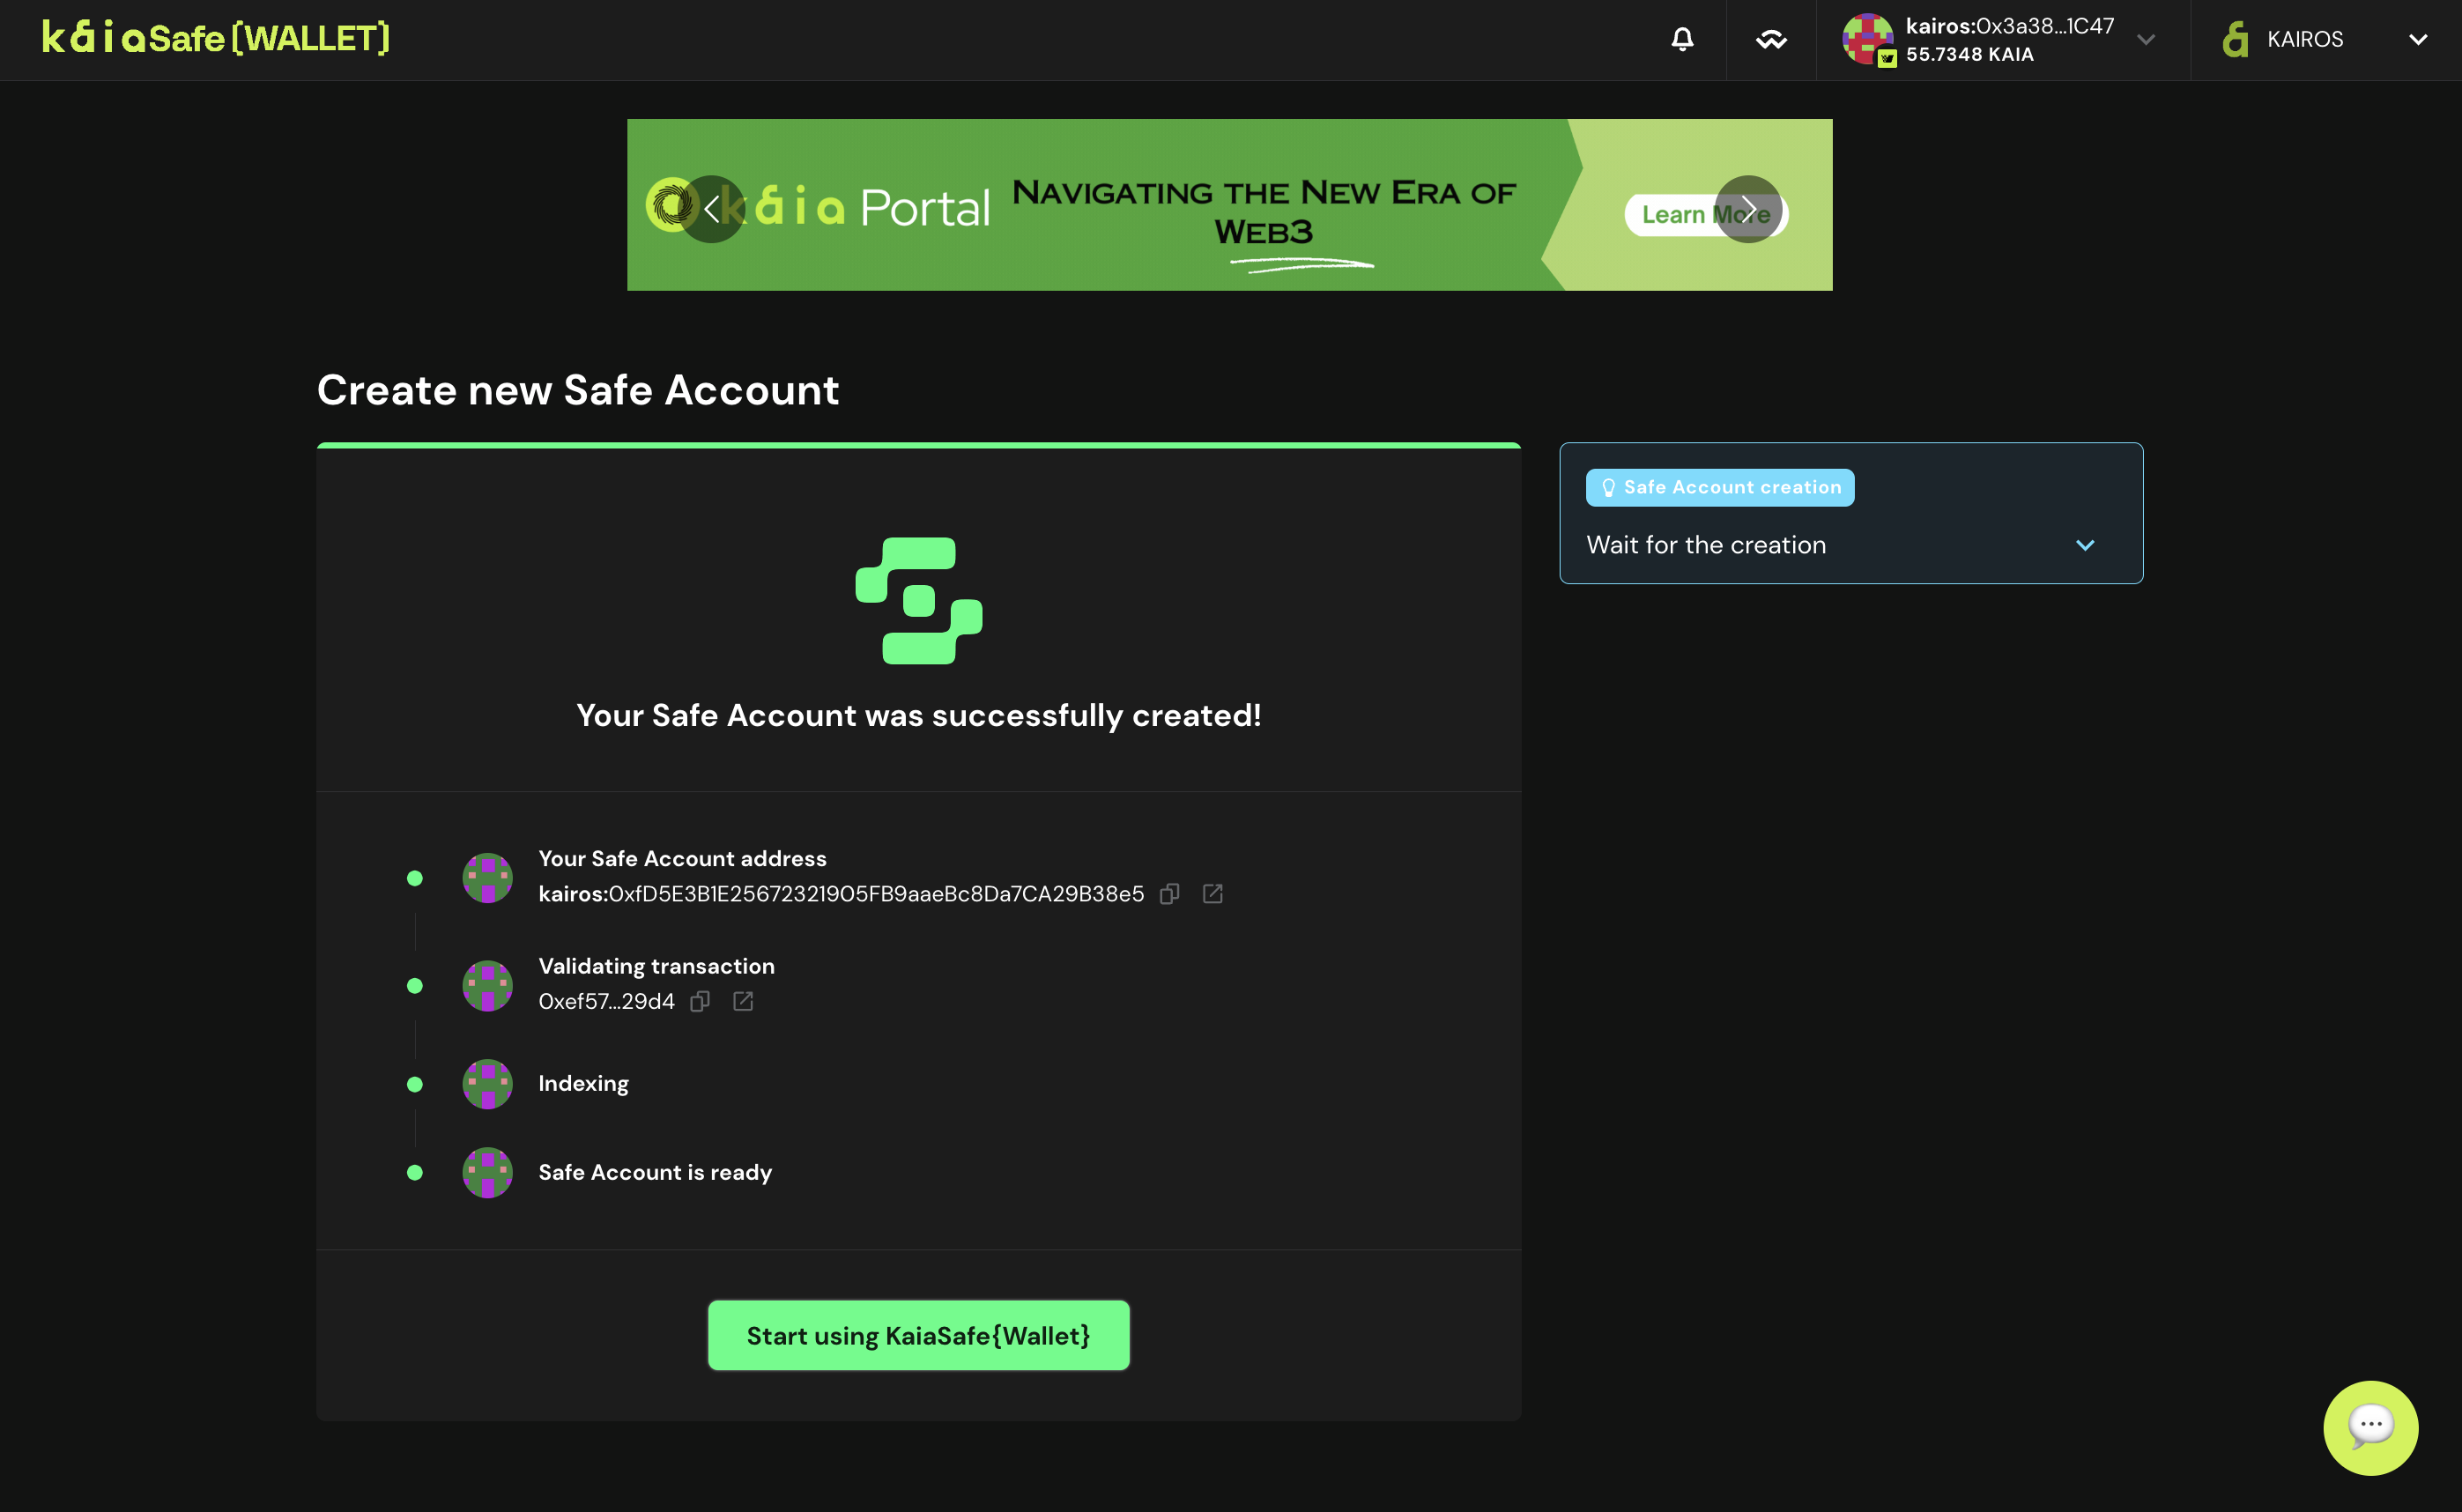 kaiaSafe{WALLET}
kairos:0x3a38...1C47
55.7348 KAIA
KAIROS
kaia Portal
NAVIGATING THE NEW ERA OF
WEB3
Learn More
Create new Safe Account
Your Safe Account was successfully created!
Safe Account creation
Wait for the creation
Your Safe Account address
kairos:0xfD5E3B1E25672321905FB9aaeBc8Da7CA29B38e5
Validating transaction
0xef57...29d4
Indexing
Safe Account is ready
Start using KaiaSafe{Wallet}